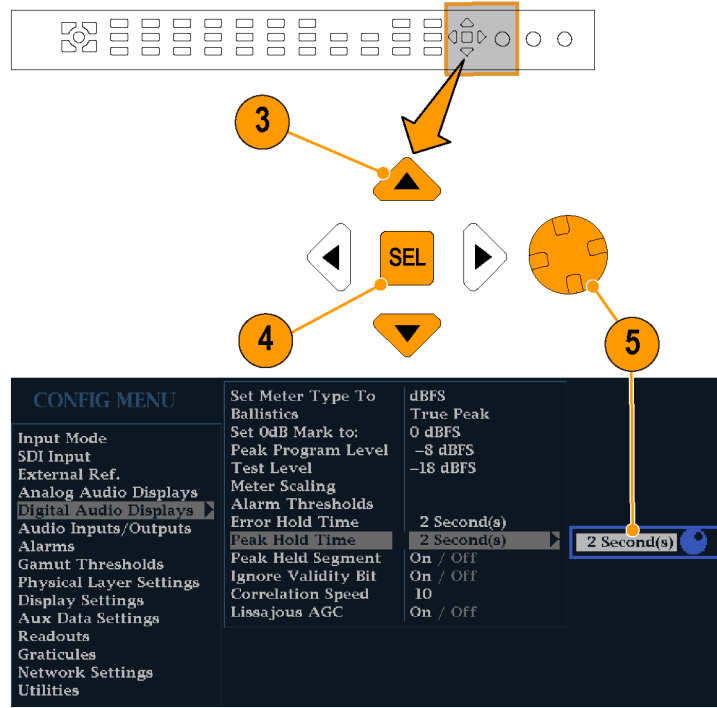 3
SEL
4
5
CONFIG MENU
Input Mode
SDI Input
External Ref.
Analog Audio Displays
Digital Audio Displays
Audio Inputs/Outputs
Alarms
Gamut Thresholds
Physical Layer Settings
Display Settings
Aux Data Settings
Readouts
Graticules
Network Settings
Utilities
Set Meter Type To dBFS
Ballistics True Peak
Set 0dB Mark to: 0 dBFS
Peak Program Level -8 dBFS
Test Level -18 dBFS
Meter Scaling
Alarm Thresholds
Error Hold Time 2 Second(s)
Peak Hold Time 2 Second(s)
Peak Held Segment On / Off
Ignore Validity Bit On / Off
Correlation Speed 10
Lissajous AGC On / Off
2 Second(s)